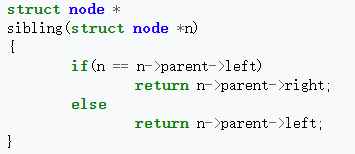 struct node *
sibling(struct node *n)
{
        if(n == n->parent->left)
                return n->parent->right;
        else
                return n->parent->left;
}